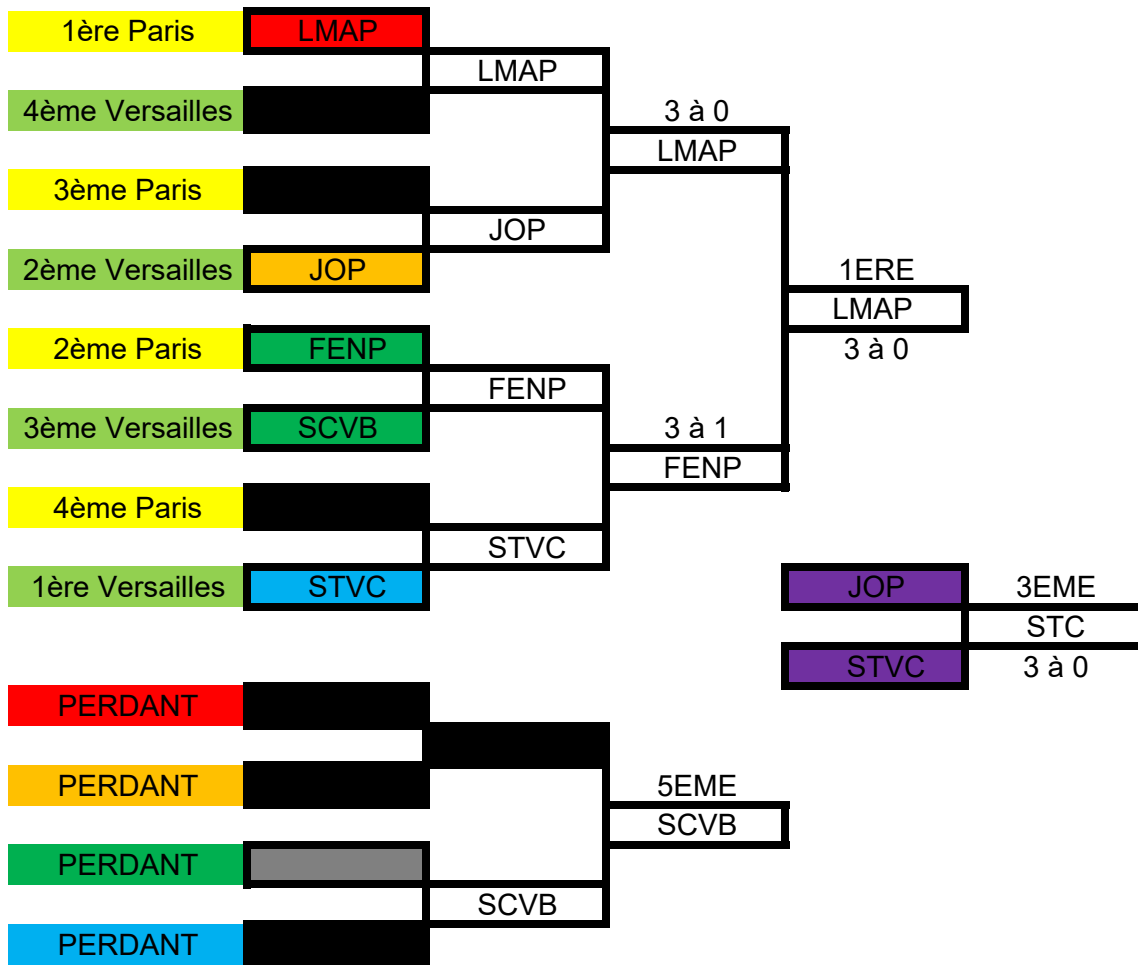 1ère Paris LMAP
LMAP
4ème Versailles
3 à 0
LMAP
3ème Paris
JOP
2ème Versailles JOP
1ERE
LMAP
3 à 0
2ème Paris FENP
FENP
3ème Versailles SCVB
3 à 1
FENP
4ème Paris
STVC
1ère Versailles STVC
JOP 3EME
STC
STVC 3 à 0
PERDANT
PERDANT
5EME
SCVB
PERDANT
SCVB
PERDANT